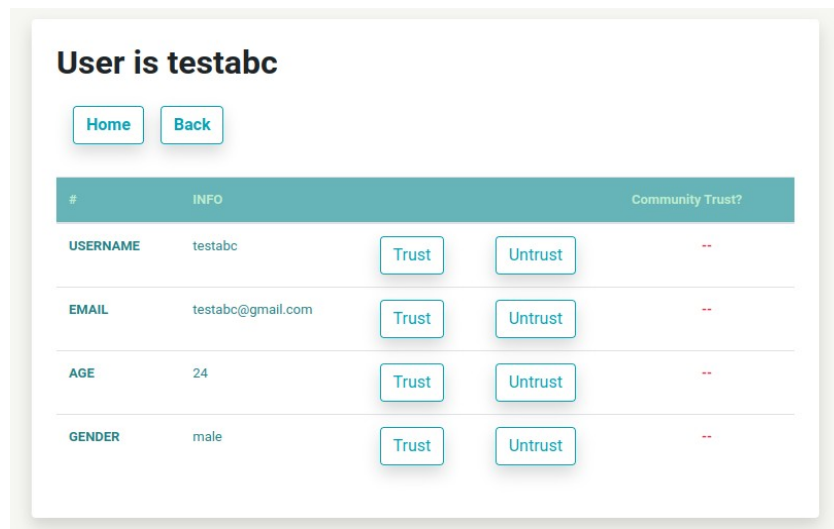 User is testabc
Home Back
# INFO Community Trust?
USERNAME testabc Trust Untrust --
EMAIL testabc@gmail.com Trust Untrust --
AGE 24 Trust Untrust --
GENDER male Trust Untrust --